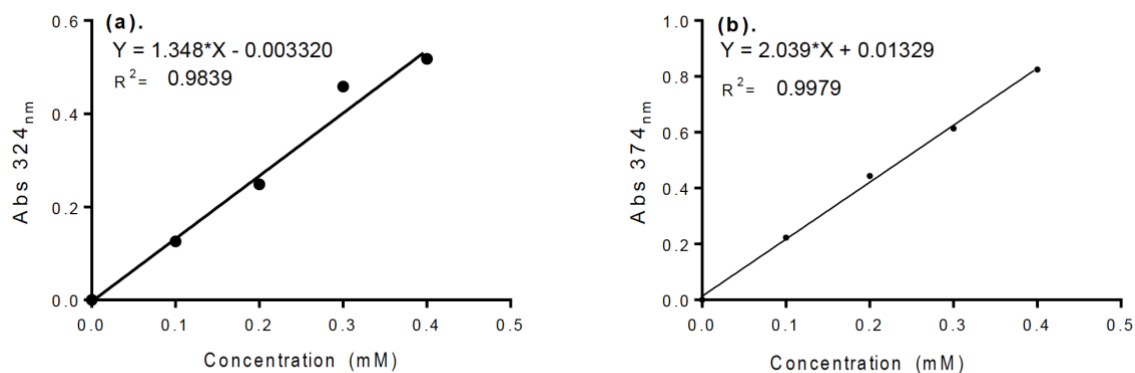 (a).
Y = 1.348*X - 0.003320
R²= 0.9839
Abs 324nm
0.6
0.4
0.2
0.0
0.0 0.1 0.2 0.3 0.4 0.5
Concentration (mM)
(b).
Y = 2.039*X + 0.01329
R²= 0.9979
Abs 374nm
1.0
0.8
0.6
0.4
0.2
0.0
0.0 0.1 0.2 0.3 0.4 0.5
Concentration (mM)